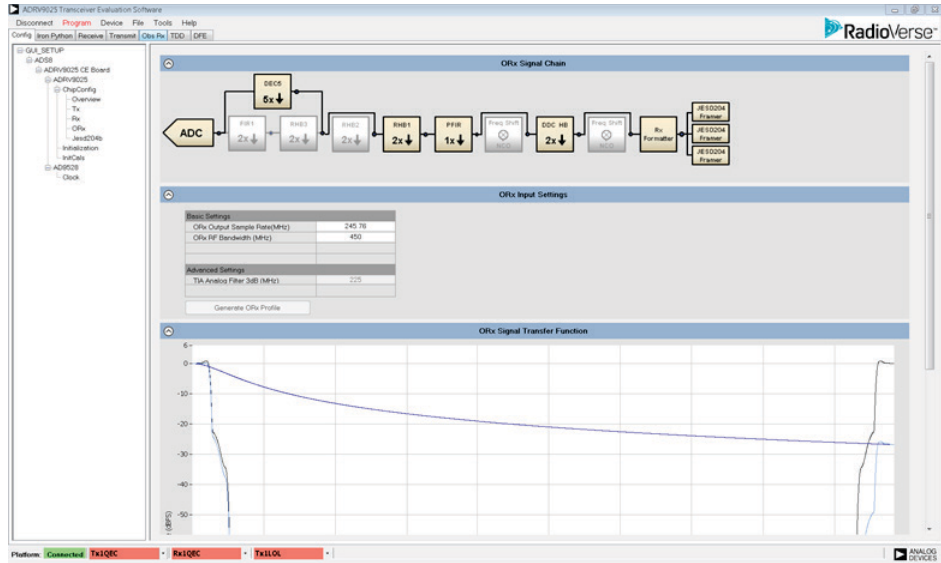 ADRV9025 Transceiver Evaluation Software
Disconnect Program Device File Tools Help
Config Iron Python Receive Transmit Obs Rx TDD DFE
RadioVerse™
GUI_SETUP
ADS8
ADRV9025 CE Board
ADRV9025
ChipConfig
Overview
Tx
Rx
ORx
Jesd204b
Initialization
InitCals
AD9528
Clock
ORx Signal Chain
DEC5
5x
ADC
FIR1
2x
RHB3
2x
RHB2
2x
RHB1
2x
PFIR
1x
Freq Shift
NCO
DDC HB
2x
Freq Shift
NCO
Rx
Formatter
JESD204
Framer
JESD204
Framer
JESD204
Framer
ORx Input Settings
Basic Settings
ORx Output Sample Rate(MHz) 245.76
ORx RF Bandwidth (MHz) 450
Advanced Settings
TIA Analog Filter 3dB (MHz) 225
Generate ORx Profile
ORx Signal Transfer Function
6
0
-10
-20
-30
-40
-50
(dBFS)
Platform: Connected Tx1QEC Rx1QEC Tx1LOL
ANALOG
DEVICES